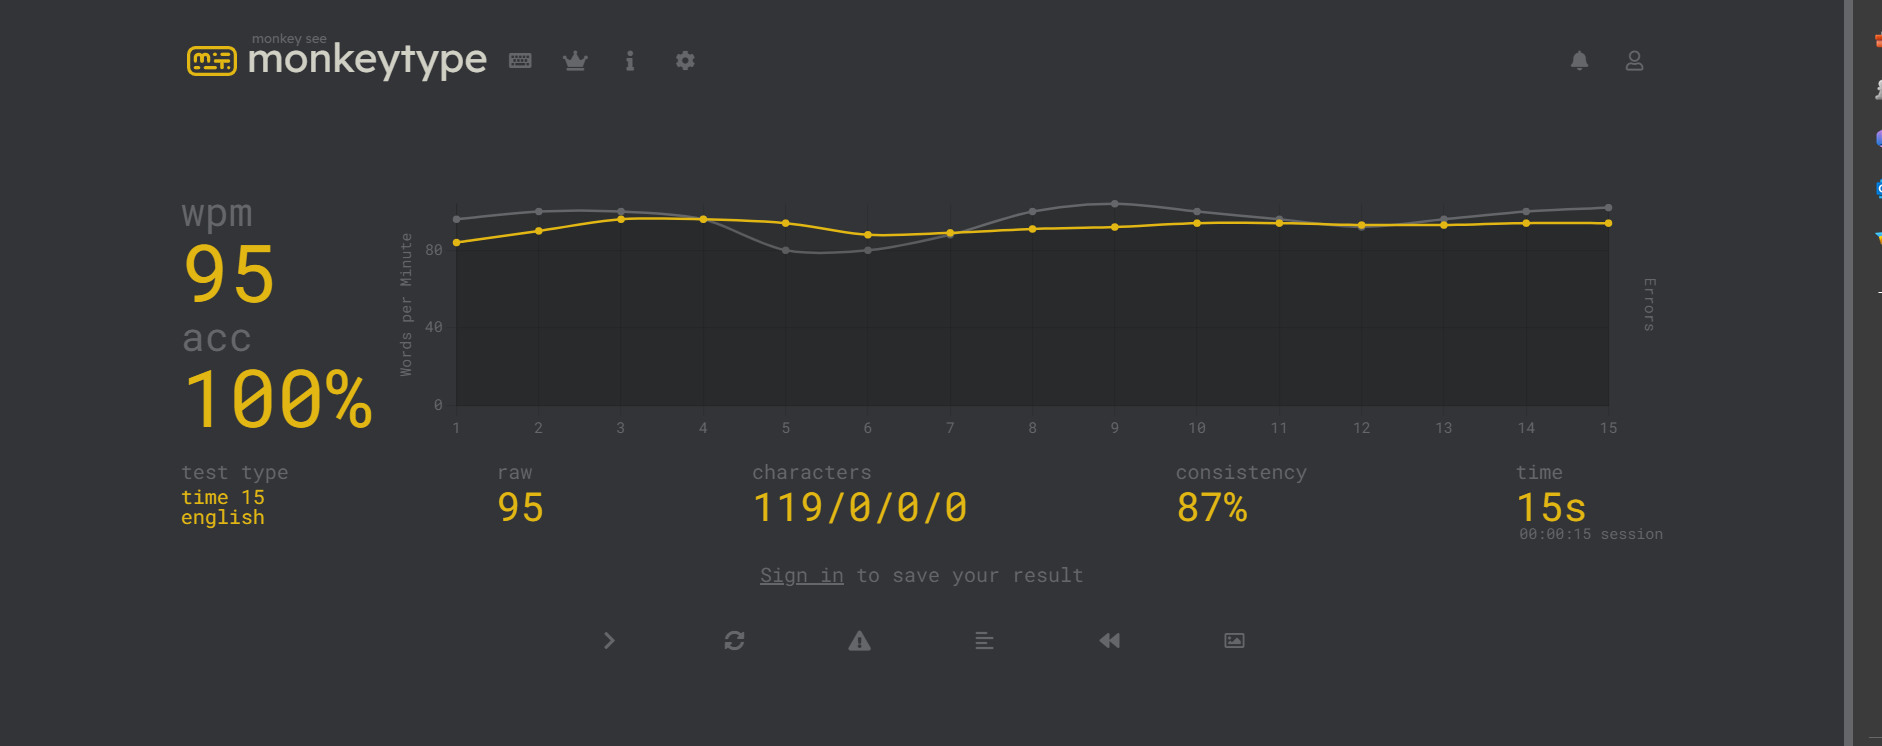 monkey see
monkeytype
wpm
95
acc
100%
Words per Minute
80
40
0
1 2 3 4 5 6 7 8 9 10 11 12 13 14 15
Errors
test type
time 15
english
raw
95
characters
119/0/0/0
consistency
87%
time
15s
00:00:15 session
Sign in to save your result